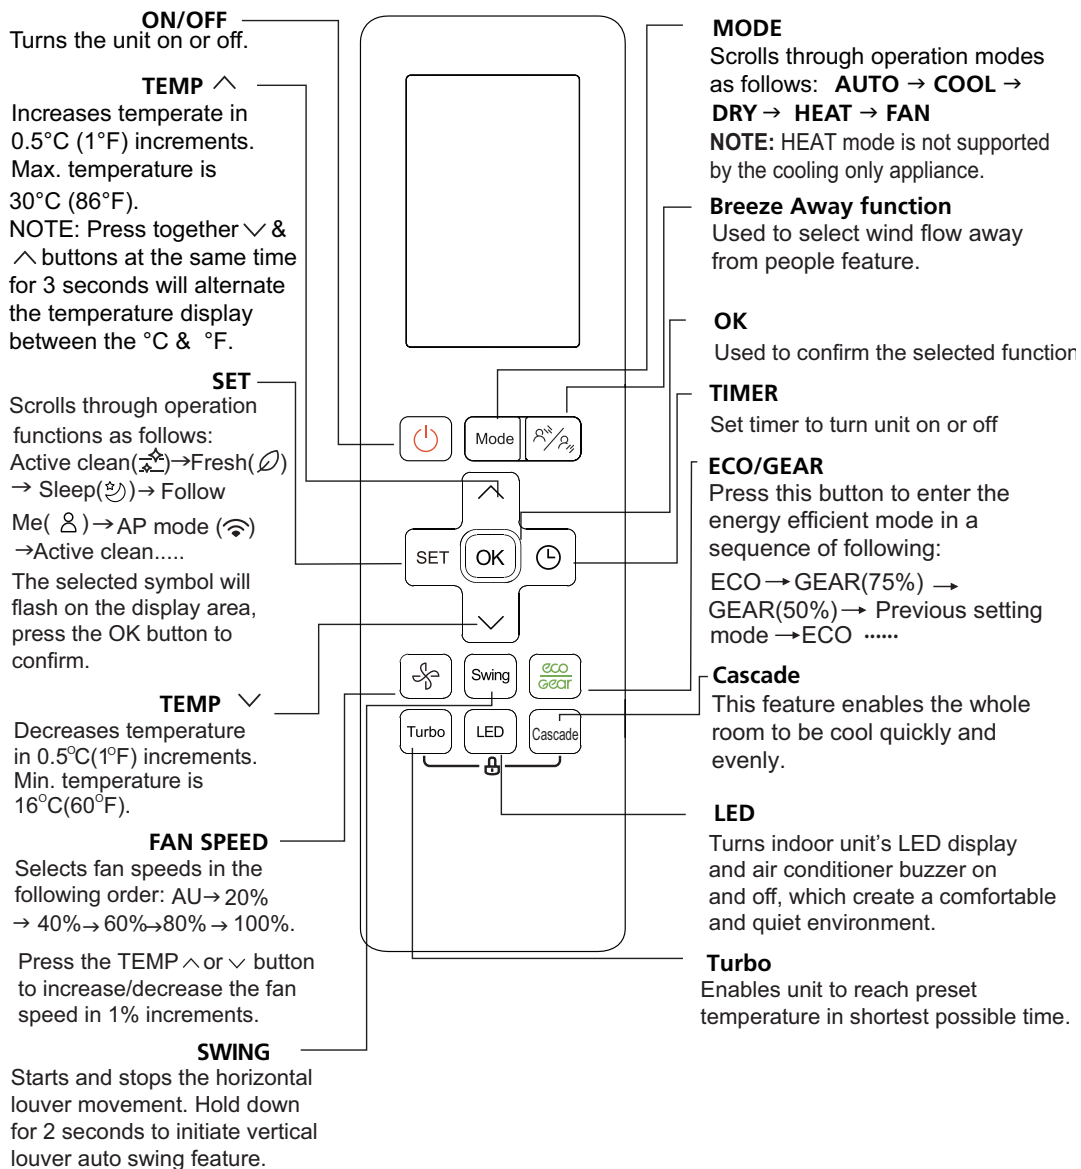 ON/OFF
Turns the unit on or off.
TEMP ︿
Increases temperate in
0.5°C (1°F) increments.
Max. temperature is
30°C (86°F).
NOTE: Press together ﹀ &
︿ buttons at the same time
for 3 seconds will alternate
the temperature display
between the °C & °F.
SET
Scrolls through operation
functions as follows:
Active clean( )→Fresh( )
→ Sleep( )→ Follow
Me( )→AP mode ( )
→Active clean.....
The selected symbol will
flash on the display area,
press the OK button to
confirm.
TEMP ﹀
Decreases temperature
in 0.5°C(1°F) increments.
Min. temperature is
16°C(60°F).
FAN SPEED
Selects fan speeds in the
following order: AU→ 20%
→ 40%→ 60%→80% → 100%.
Press the TEMP ︿ or ﹀ button
to increase/decrease the fan
speed in 1% increments.
SWING
Starts and stops the horizontal
louver movement. Hold down
for 2 seconds to initiate vertical
louver auto swing feature.
Mode
SET
OK
Swing
eco
Gear
Turbo
LED
Cascade
MODE
Scrolls through operation modes
as follows: AUTO → COOL →
DRY → HEAT → FAN
NOTE: HEAT mode is not supported
by the cooling only appliance.
Breeze Away function
Used to select wind flow away
from people feature.
OK
Used to confirm the selected function
TIMER
Set timer to turn unit on or off
ECO/GEAR
Press this button to enter the
energy efficient mode in a
sequence of following:
ECO → GEAR(75%) →
GEAR(50%)→ Previous setting
mode →ECO ······
Cascade
This feature enables the whole
room to be cool quickly and
evenly.
LED
Turns indoor unit's LED display
and air conditioner buzzer on
and off, which create a comfortable
and quiet environment.
Turbo
Enables unit to reach preset
temperature in shortest possible time.